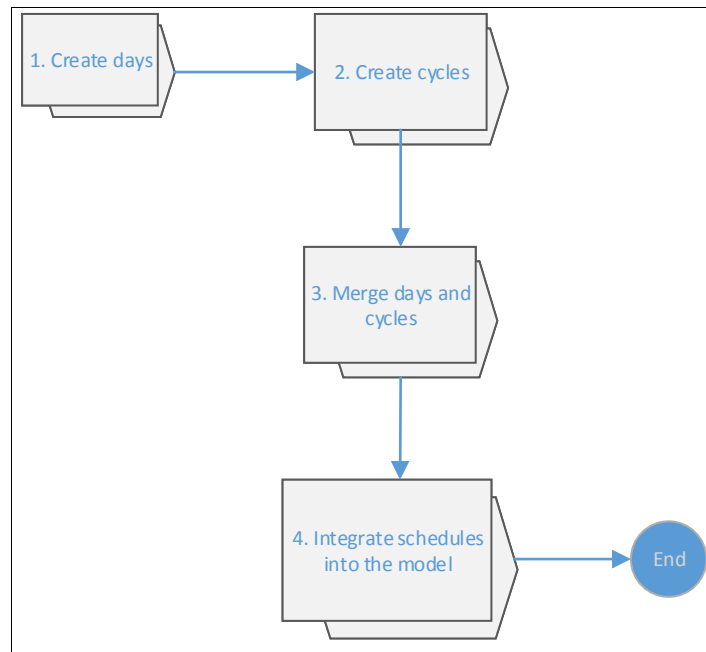 1. Create days
2. Create cycles
3. Merge days and
cycles
4. Integrate schedules
into the model
End